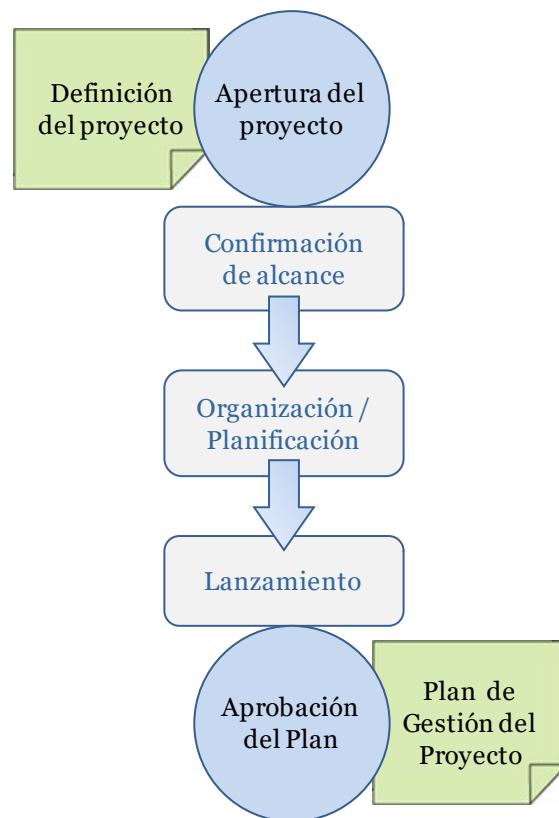 Definición
del proyecto
Apertura del
proyecto
Confirmación
de alcance
Organización /
Planificación
Lanzamiento
Aprobación
del Plan
Plan de
Gestión del
Proyecto